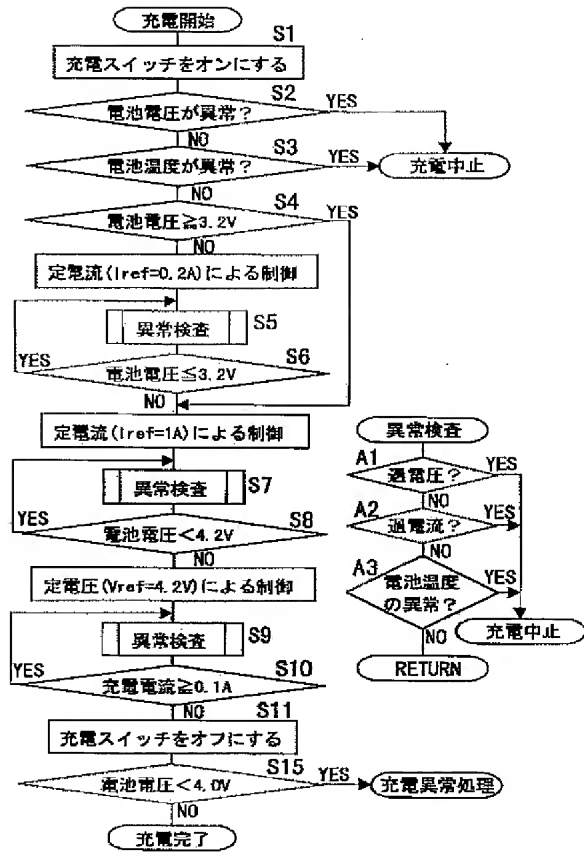 充電開始
S1
充電スイッチをオンにする
S2
電池電圧が異常?
YES
NO
S3
電池温度が異常?
YES
充電中止
NO
S4
電池電圧≧3.2V
YES
NO
定電流(Iref=0.2A)による制御
異常検査
S5
S6
YES
電池電圧≦3.2V
NO
定電流(Iref=1A)による制御
異常検査
S7
S8
YES
電池電圧<4.2V
NO
定電圧(Vref=4.2V)による制御
異常検査
S9
S10
YES
充電電流≧0.1A
NO
S11
充電スイッチをオフにする
S15
電池電圧<4.0V
YES
充電異常処理
NO
充電完了
異常検査
A1
過電圧?
YES
NO
A2
過電流?
YES
NO
A3
電池温度
の異常?
YES
充電中止
NO
RETURN